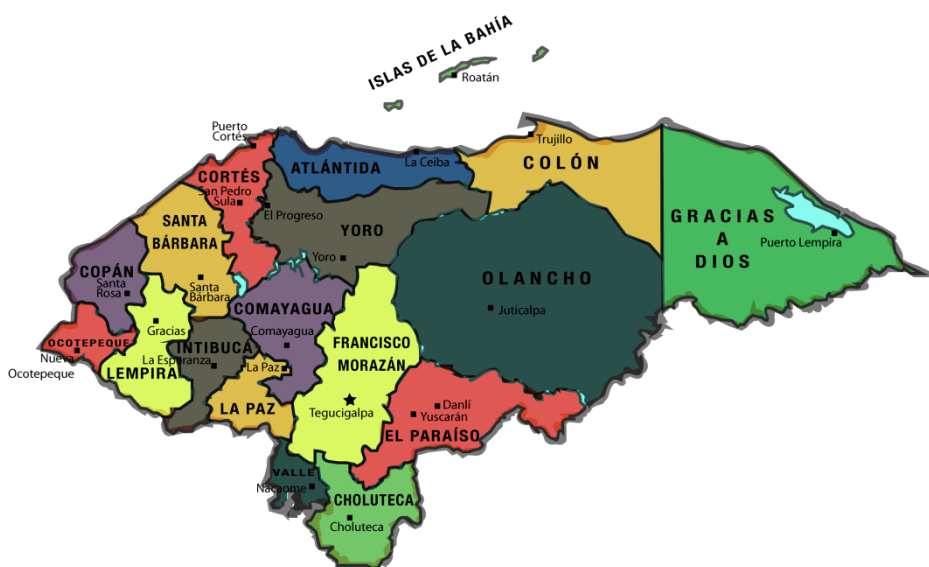 ISLAS DE LA BAHÍA
Roatán
Puerto
Cortés
Trujillo
La Ceiba
ATLÁNTIDA
COLÓN
CORTÉS
San Pedro
Sula
El Progreso
SANTA
BÁRBARA
YORO
Yoro
GRACIAS
A
DIOS
Puerto Lempira
COPÁN
Santa
Rosa
Santa
Bárbara
OLANCHO
Juticalpa
COMAYAGUA
Comayagua
Gracias
OCOTEPEQUE
Nueva
Ocotepeque
LEMPIRA
INTIBUCÁ
La Esperanza
La Paz
LA PAZ
FRANCISCO
MORAZÁN
Tegucigalpa
Danlí
Yuscarán
EL PARAÍSO
VALLE
Nacaome
CHOLUTECA
Choluteca